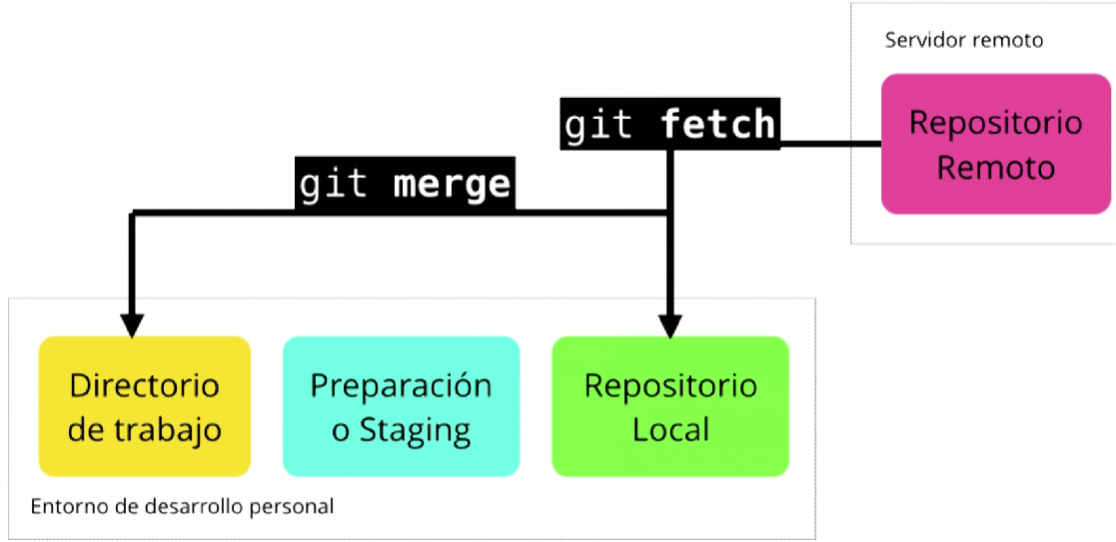 Servidor remoto
Repositorio
Remoto
git fetch
git merge
Directorio
de trabajo
Preparación
o Staging
Repositorio
Local
Entorno de desarrollo personal